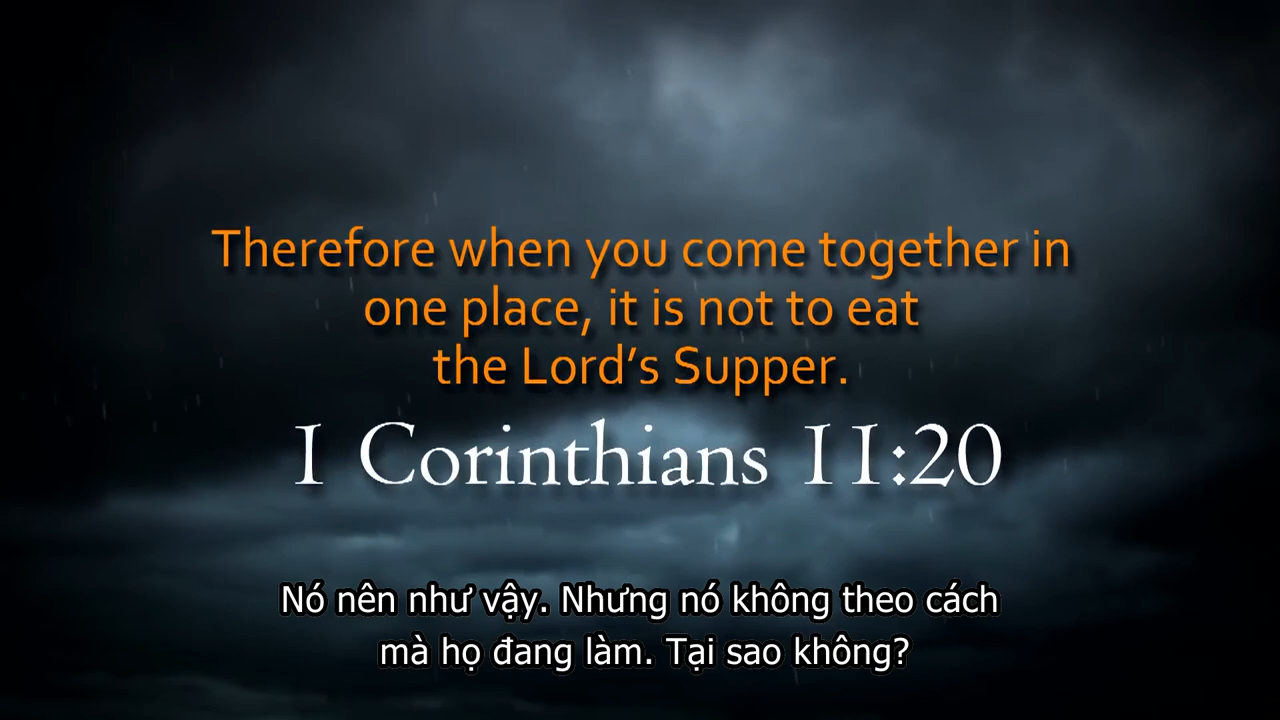 Therefore when you come together in
one place, it is not to eat
the Lord’s Supper.
1 Corinthians 11:20
Nó nên như vậy. Nhưng nó không theo cách
mà họ đang làm. Tại sao không?